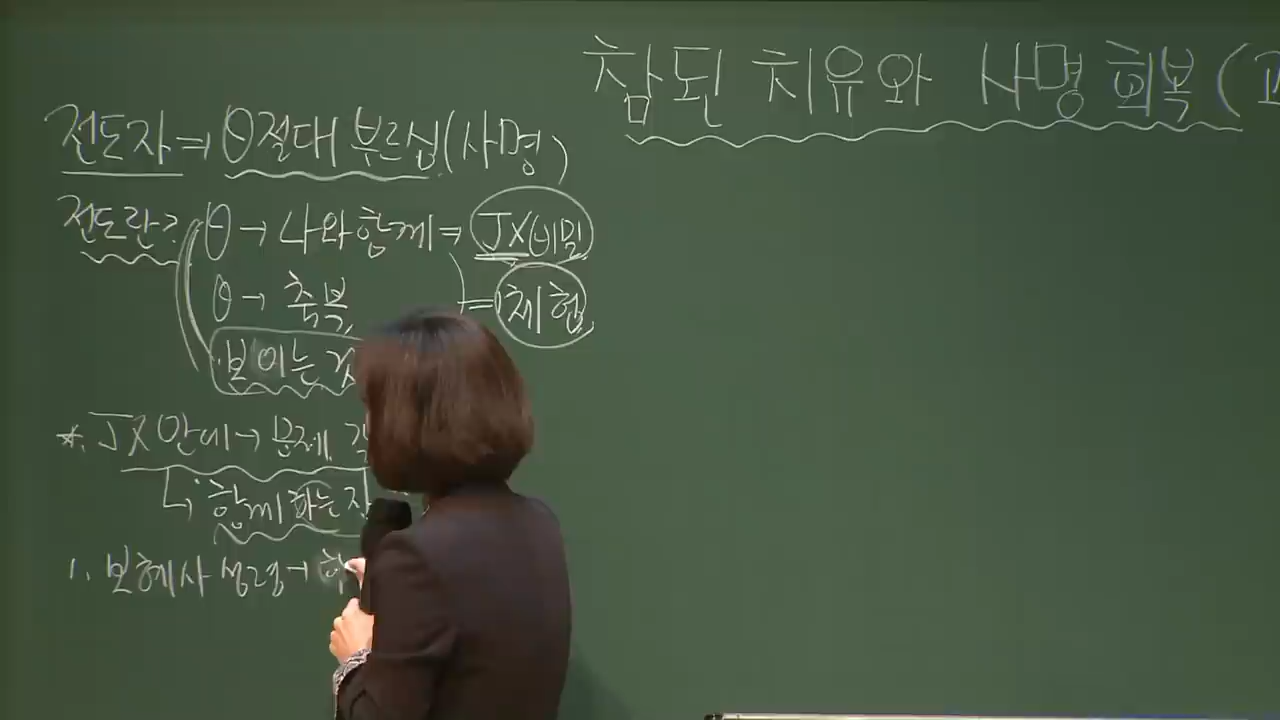 참된 치유와 사명 회복(
전도자 ⇒ θ절대 부르심(사명)
전도란? θ → 나와 함께 ⇒ JX(비밀)
θ → 축복 = 체험
보이는
*. JX 안에 → 문제
↳ 함께 하는 자
1. 보혜사 성령 →